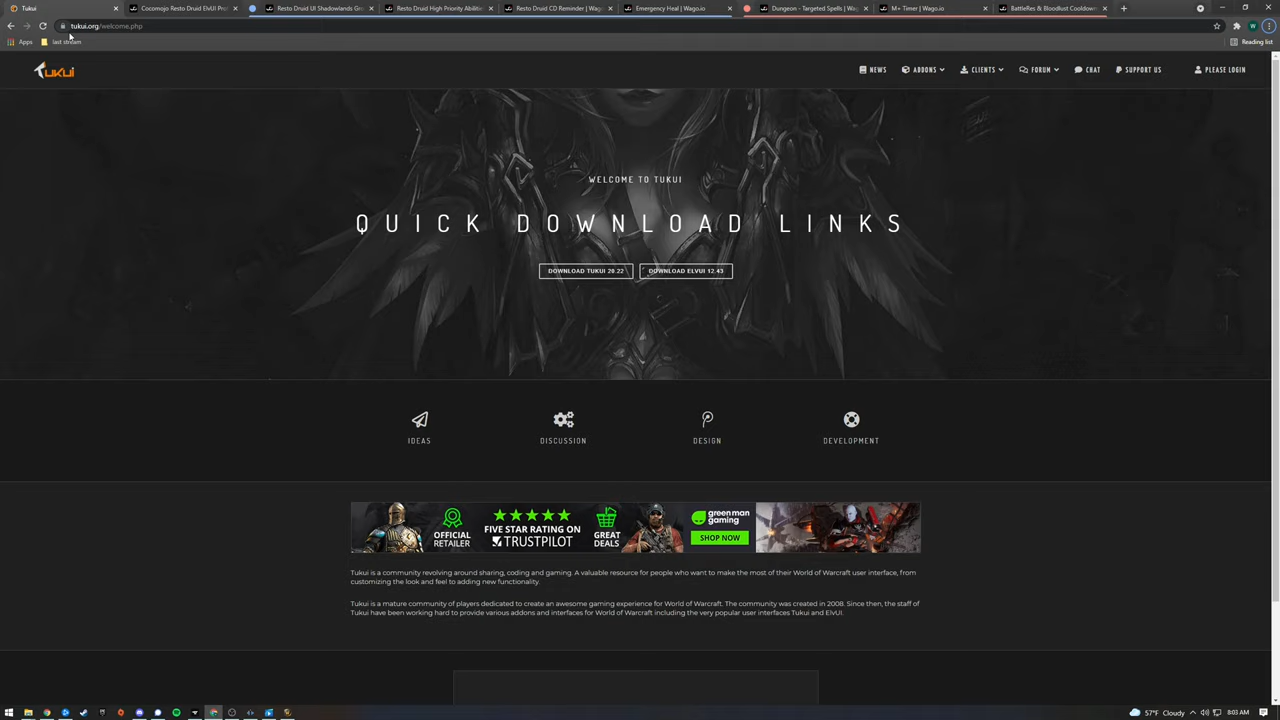 Tukui
Cocomojo Resto Druid ElvUI Pro
Resto Druid UI Shadowlands Gro
Resto Druid High Priority Abilities
Resto Druid CD Reminder | Wago
Emergency Heal | Wago.io
Dungeon - Targeted Spells | Wa
M+ Timer | Wago.io
BattleRes & Bloodlust Cooldown
tukui.org/welcome.php
Apps
last stream
Reading list
TUKUI
NEWS
ADDONS
CLIENTS
FORUM
CHAT
SUPPORT US
PLEASE LOGIN
WELCOME TO TUKUI
QUICK DOWNLOAD LINKS
DOWNLOAD TUKUI 20.22
DOWNLOAD ELVUI 12.43
IDEAS
DISCUSSION
DESIGN
DEVELOPMENT
OFFICIAL
RETAILER
FIVE STAR RATING ON
TRUSTPILOT
GREAT
DEALS
green man
gaming
SHOP NOW
Tukui is a community revolving around sharing, coding and gaming. A valuable resource for people who want to make the most of their World of Warcraft user interface, from
customizing the look and feel to adding new functionality.
Tukui is a mature community of players dedicated to create an awesome gaming experience for World of Warcraft. The community was created in 2008. Since then, the staff of
Tukui have been working hard to provide various addons and interfaces for World of Warcraft including the very popular user interfaces Tukui and ElvUI.
57°F Cloudy
8:03 AM